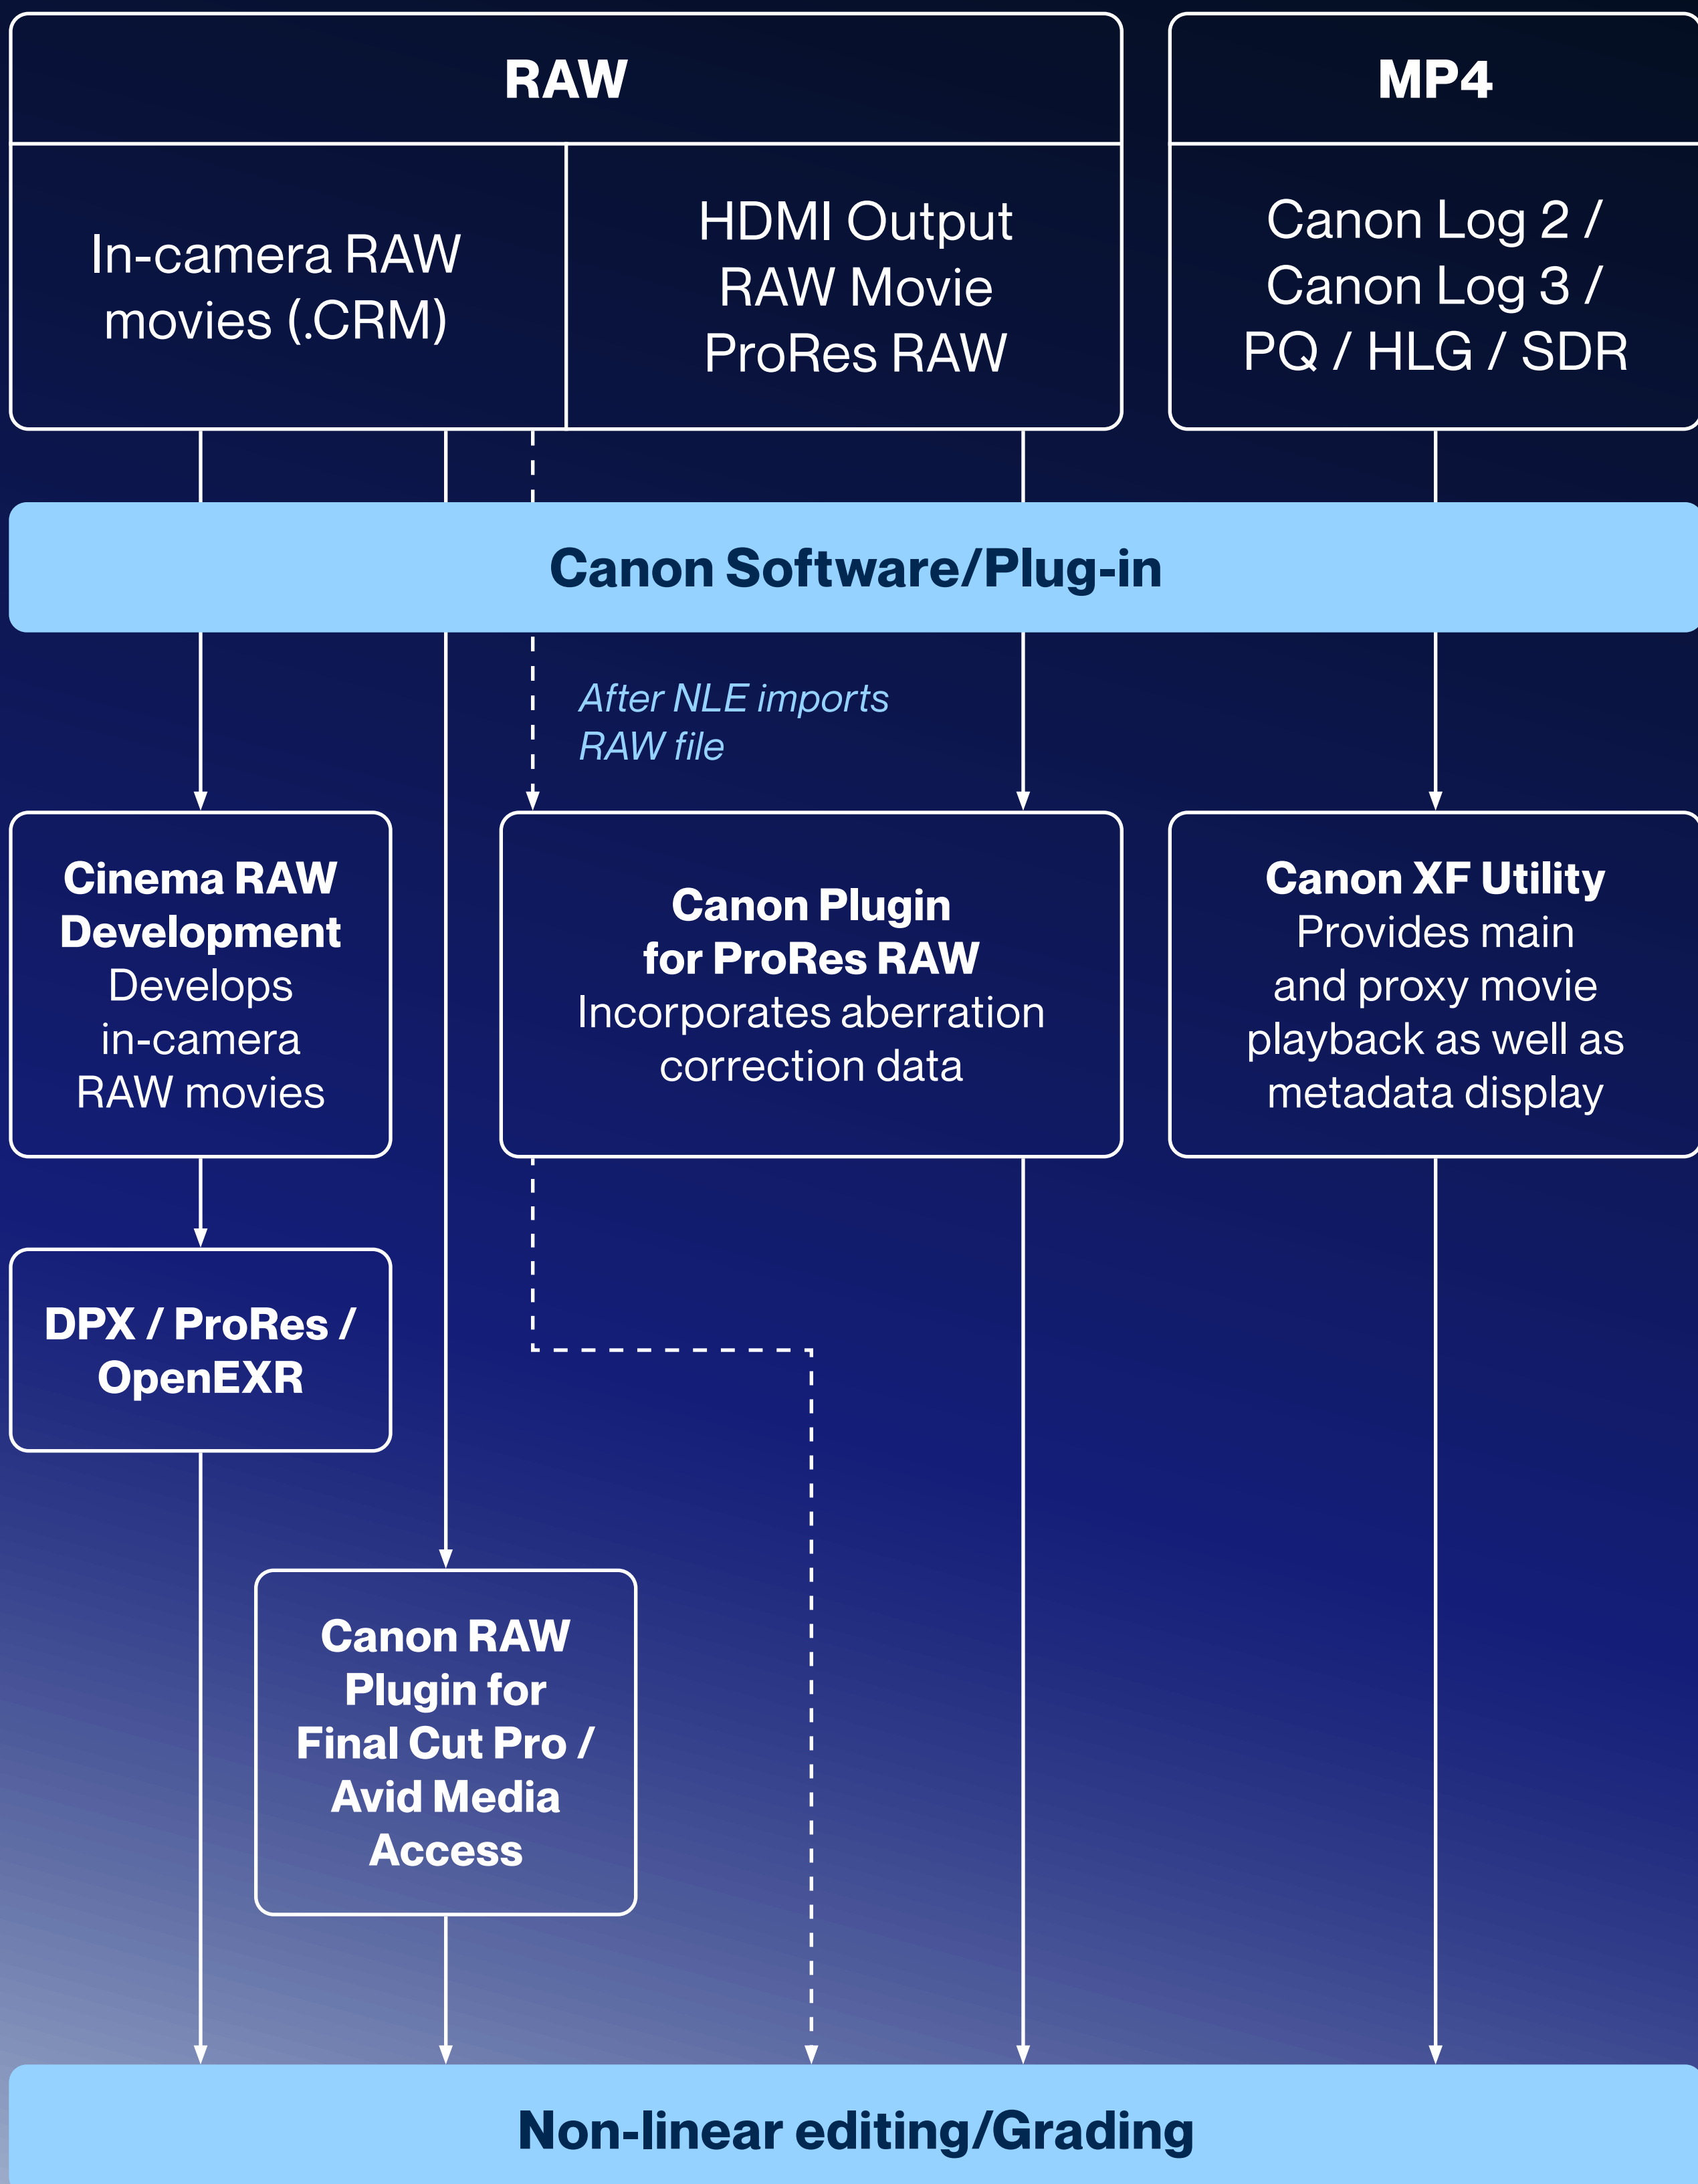 RAW
MP4
In-camera RAW
movies (.CRM)
HDMI Output
RAW Movie
ProRes RAW
Canon Log 2 /
Canon Log 3 /
PQ / HLG / SDR
Canon Software/Plug-in
After NLE imports
RAW file
Cinema RAW
Development
Develops
in-camera
RAW movies
Canon Plugin
for ProRes RAW
Incorporates aberration
correction data
Canon XF Utility
Provides main
and proxy movie
playback as well as
metadata display
DPX / ProRes /
OpenEXR
Canon RAW
Plugin for
Final Cut Pro /
Avid Media
Access
Non-linear editing/Grading